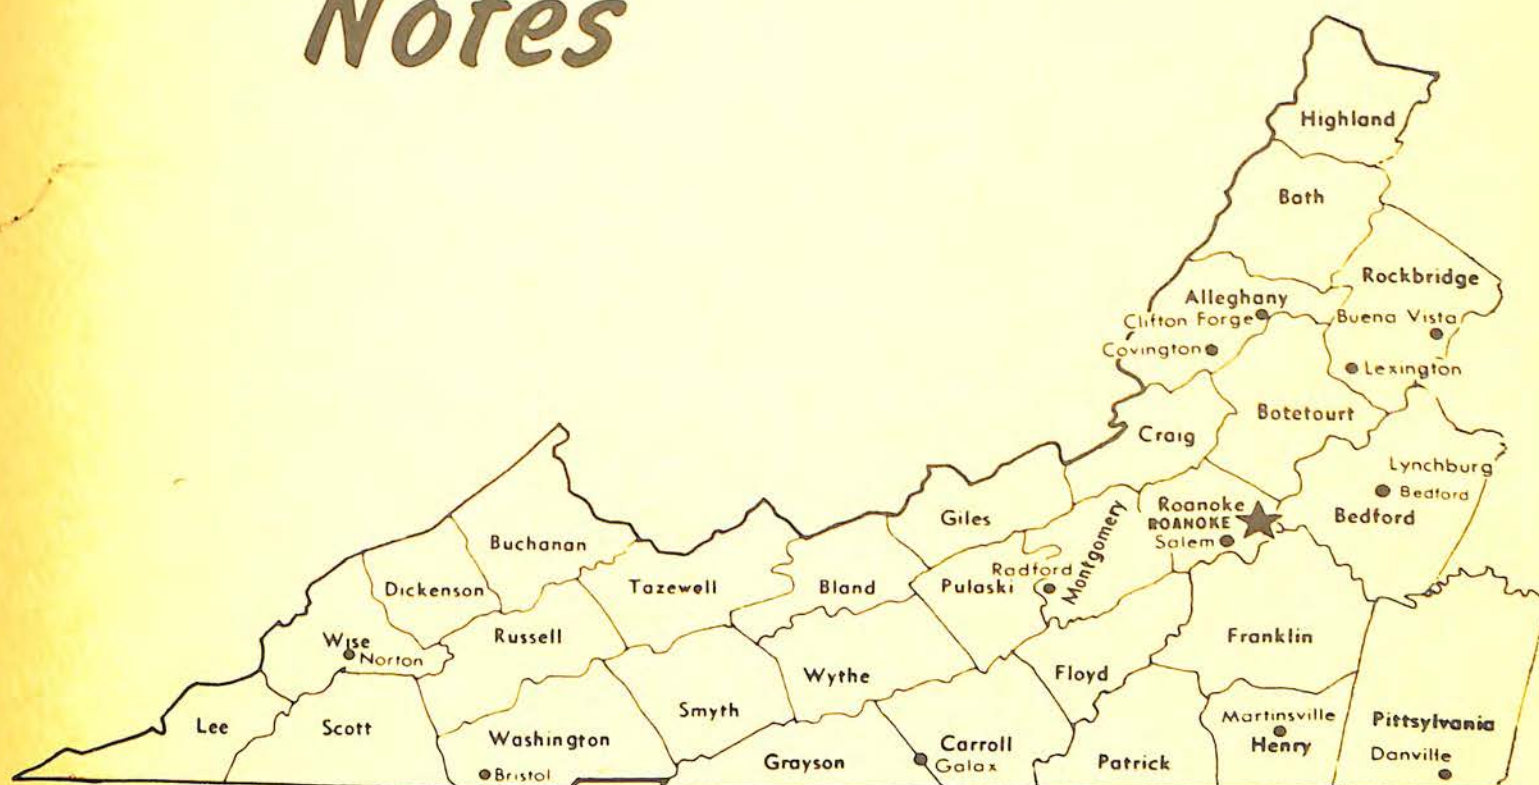 Notes
Highland
Bath
Rockbridge
Alleghany
Clifton Forge
Buena Vista
Covington
Lexington
Botetourt
Craig
Lynchburg
Bedford
Bedford
Roanoke
ROANOKE
Salem
Giles
Montgomery
Buchanan
Radford
Dickenson
Tazewell
Bland
Pulaski
Wise
Norton
Russell
Franklin
Wythe
Floyd
Lee
Scott
Smyth
Martinsville
Henry
Pittsylvania
Washington
Carroll
Galax
Danville
Bristol
Grayson
Patrick